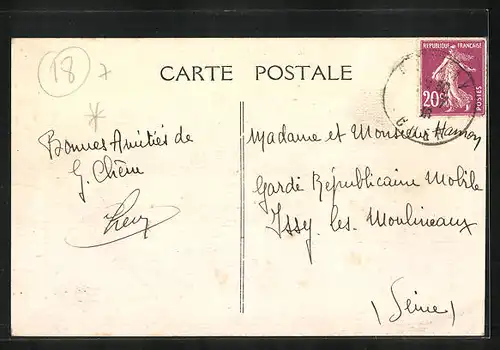 18
CARTE POSTALE
REPUBLIQUE FRANÇAISE
20c
POSTES
Bonnes Amitiés de
G. Chêm
Madame et Monsieur Hamon
Garde Républicaine Mobile
Issy les Moulineaux
(Seine)